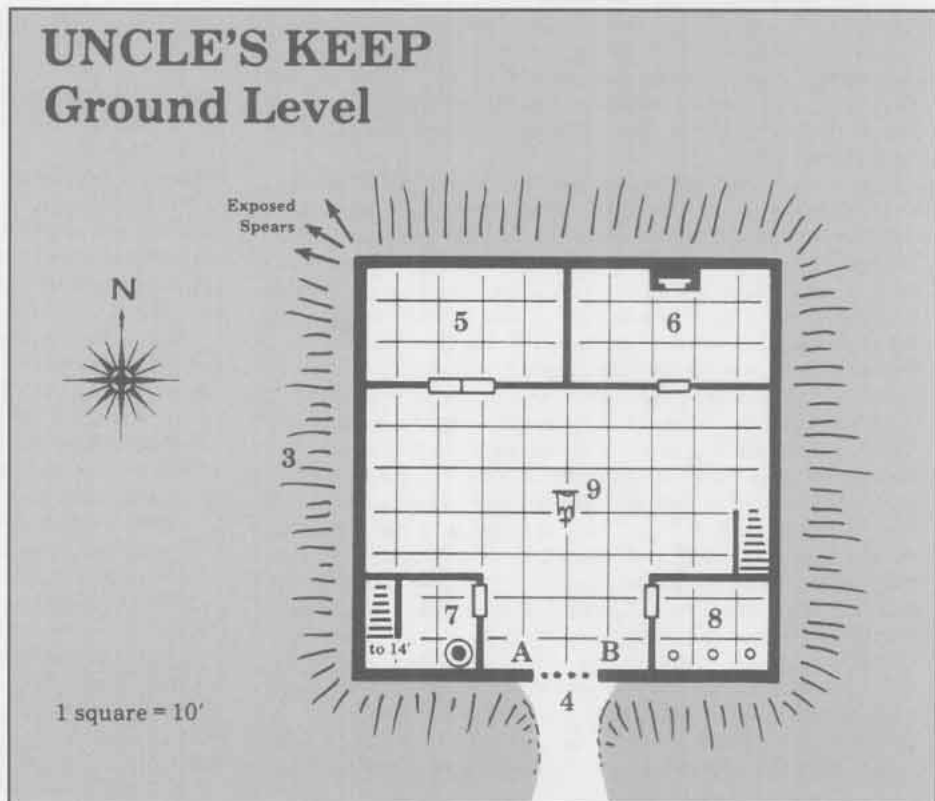 UNCLE'S KEEP
Ground Level
Exposed
Spears
N
5
6
3
9
7
8
to 14'
A
B
4
1 square = 10'